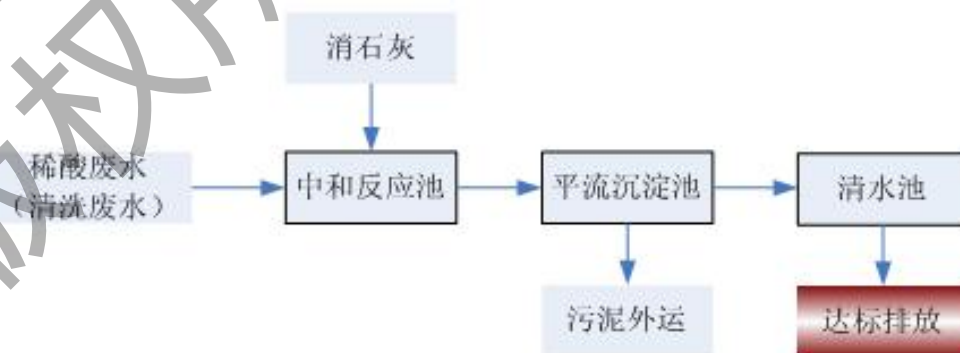 消石灰
稀酸废水
（清洗废水）
中和反应池
平流沉淀池
清水池
污泥外运
达标排放